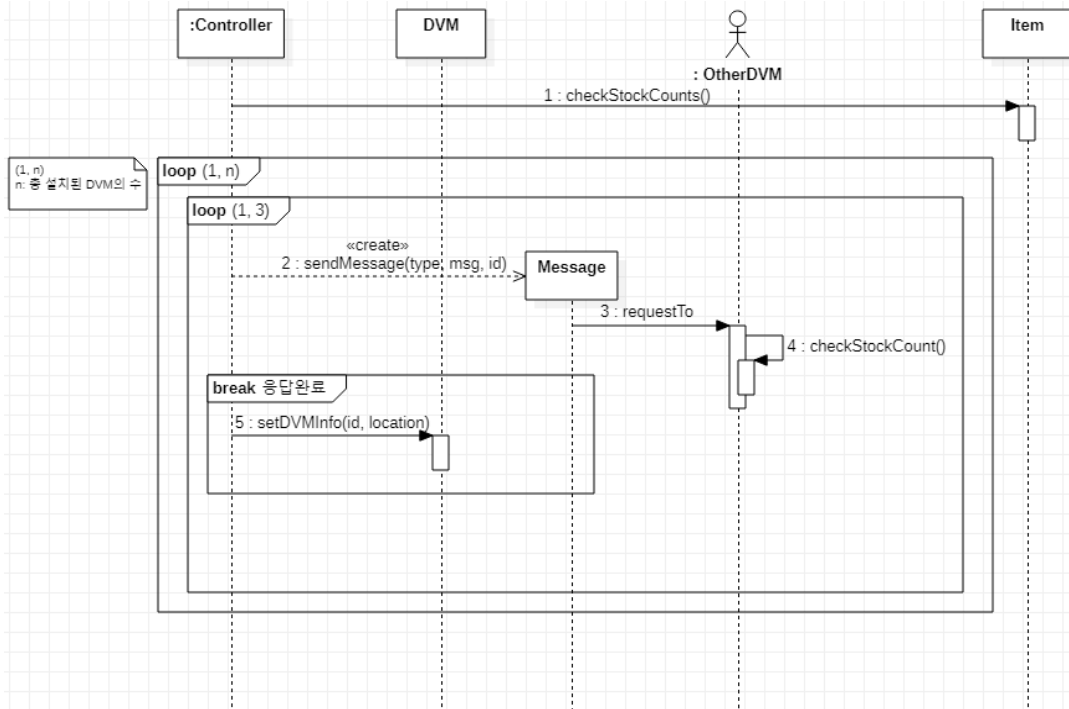 :Controller
DVM
: OtherDVM
Item
1 : checkStockCounts()
(1, n)
n: 총 설치된 DVM의 수
loop (1, n)
loop (1, 3)
«create»
2 : sendMessage(type, msg, id)
Message
3 : requestTo
4 : checkStockCount()
break 응답완료
5 : setDVMInfo(id, location)